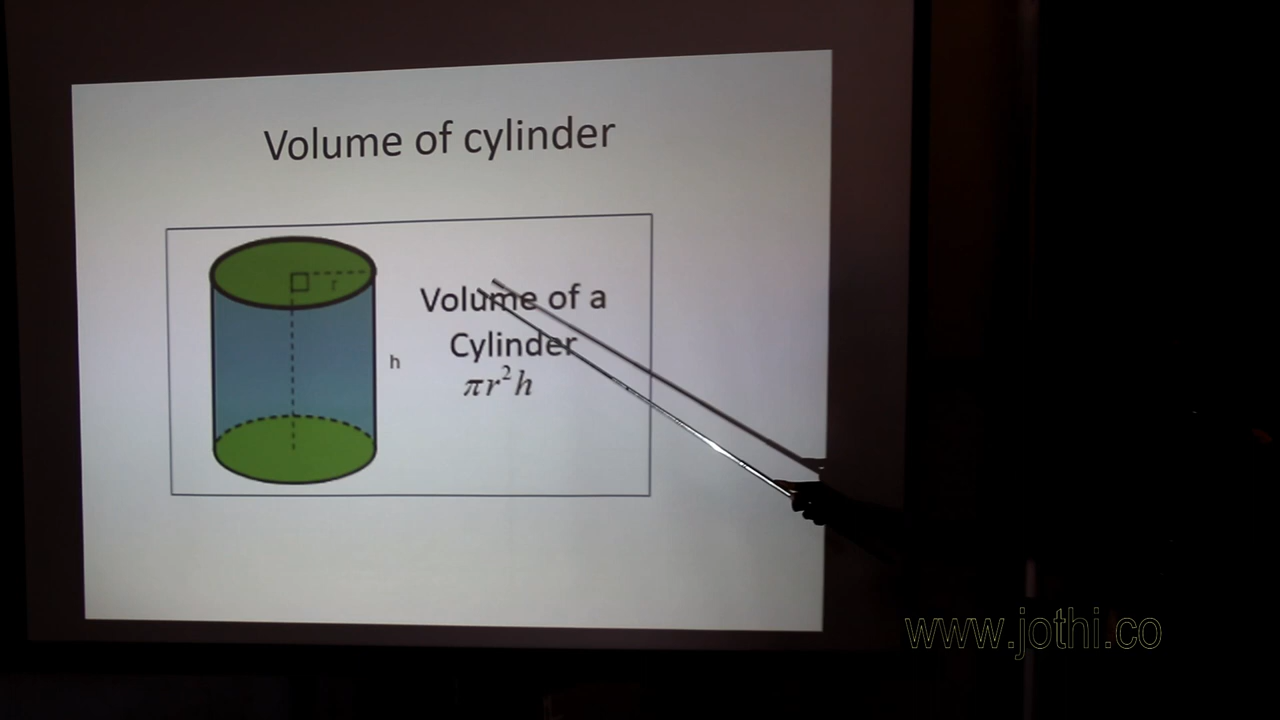 Volume of cylinder
r
h
Volume of a
Cylinder
πr²h
www.jothi.co